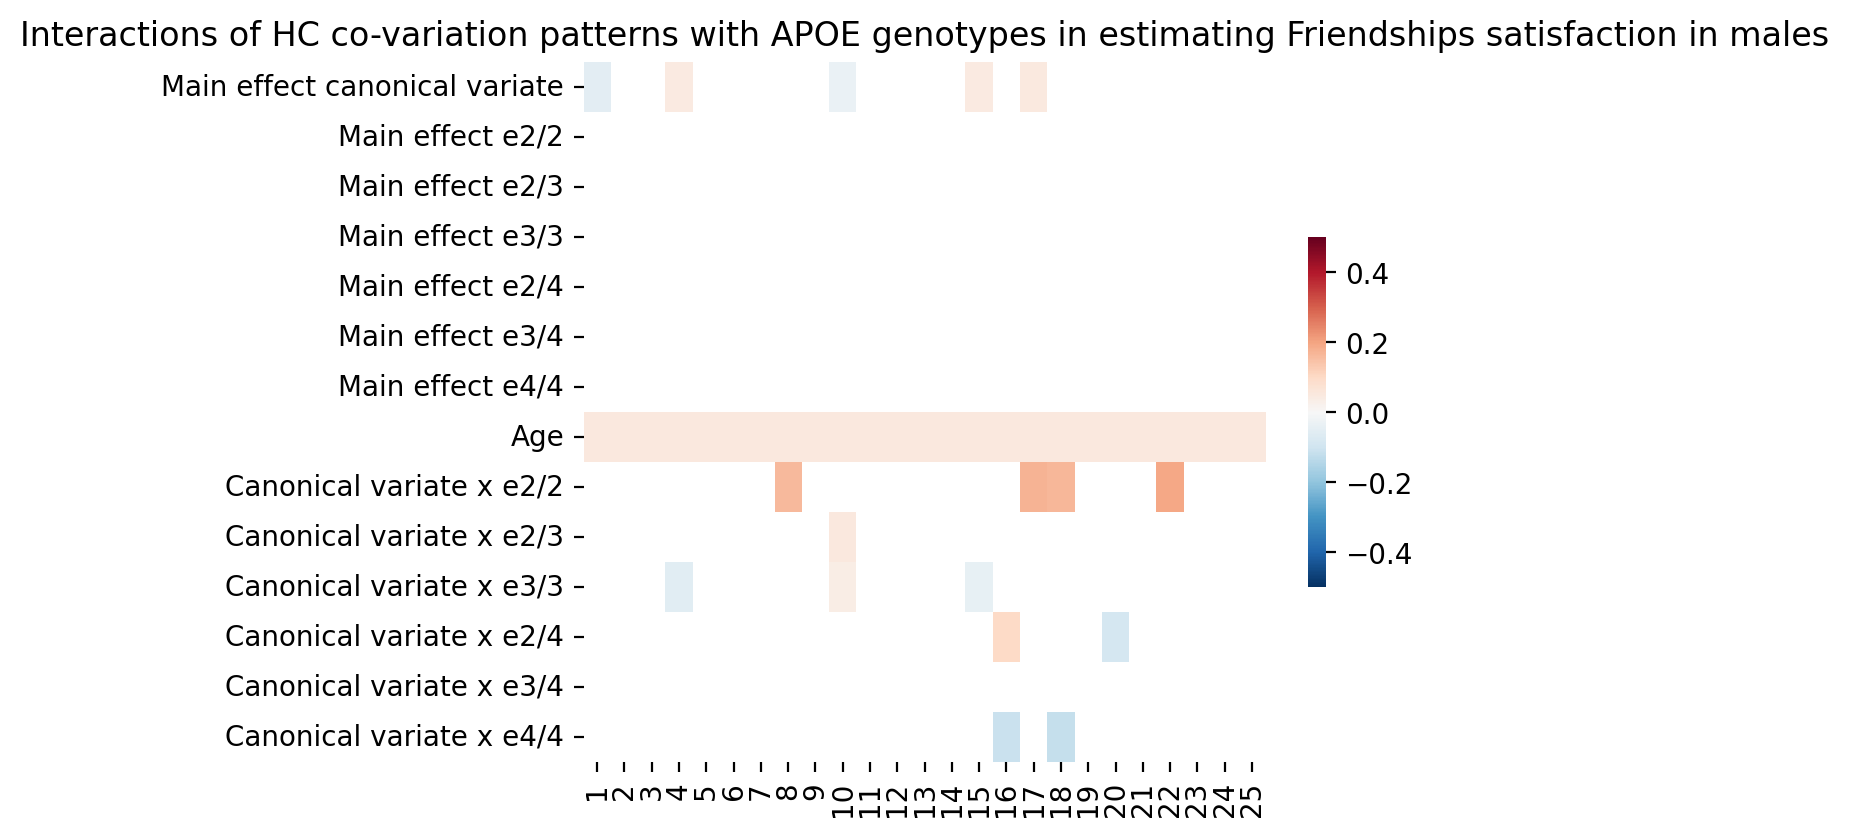 Interactions of HC co-variation patterns with APOE genotypes in estimating Friendships satisfaction in males
Main effect canonical variate
Main effect e2/2
Main effect e2/3
Main effect e3/3
Main effect e2/4
Main effect e3/4
Main effect e4/4
Age
Canonical variate x e2/2
Canonical variate x e2/3
Canonical variate x e3/3
Canonical variate x e2/4
Canonical variate x e3/4
Canonical variate x e4/4
1 2 3 4 5 6 7 8 9 10 11 12 13 14 15 16 17 18 19 20 21 22 23 24 25
0.4
0.2
0.0
−0.2
−0.4